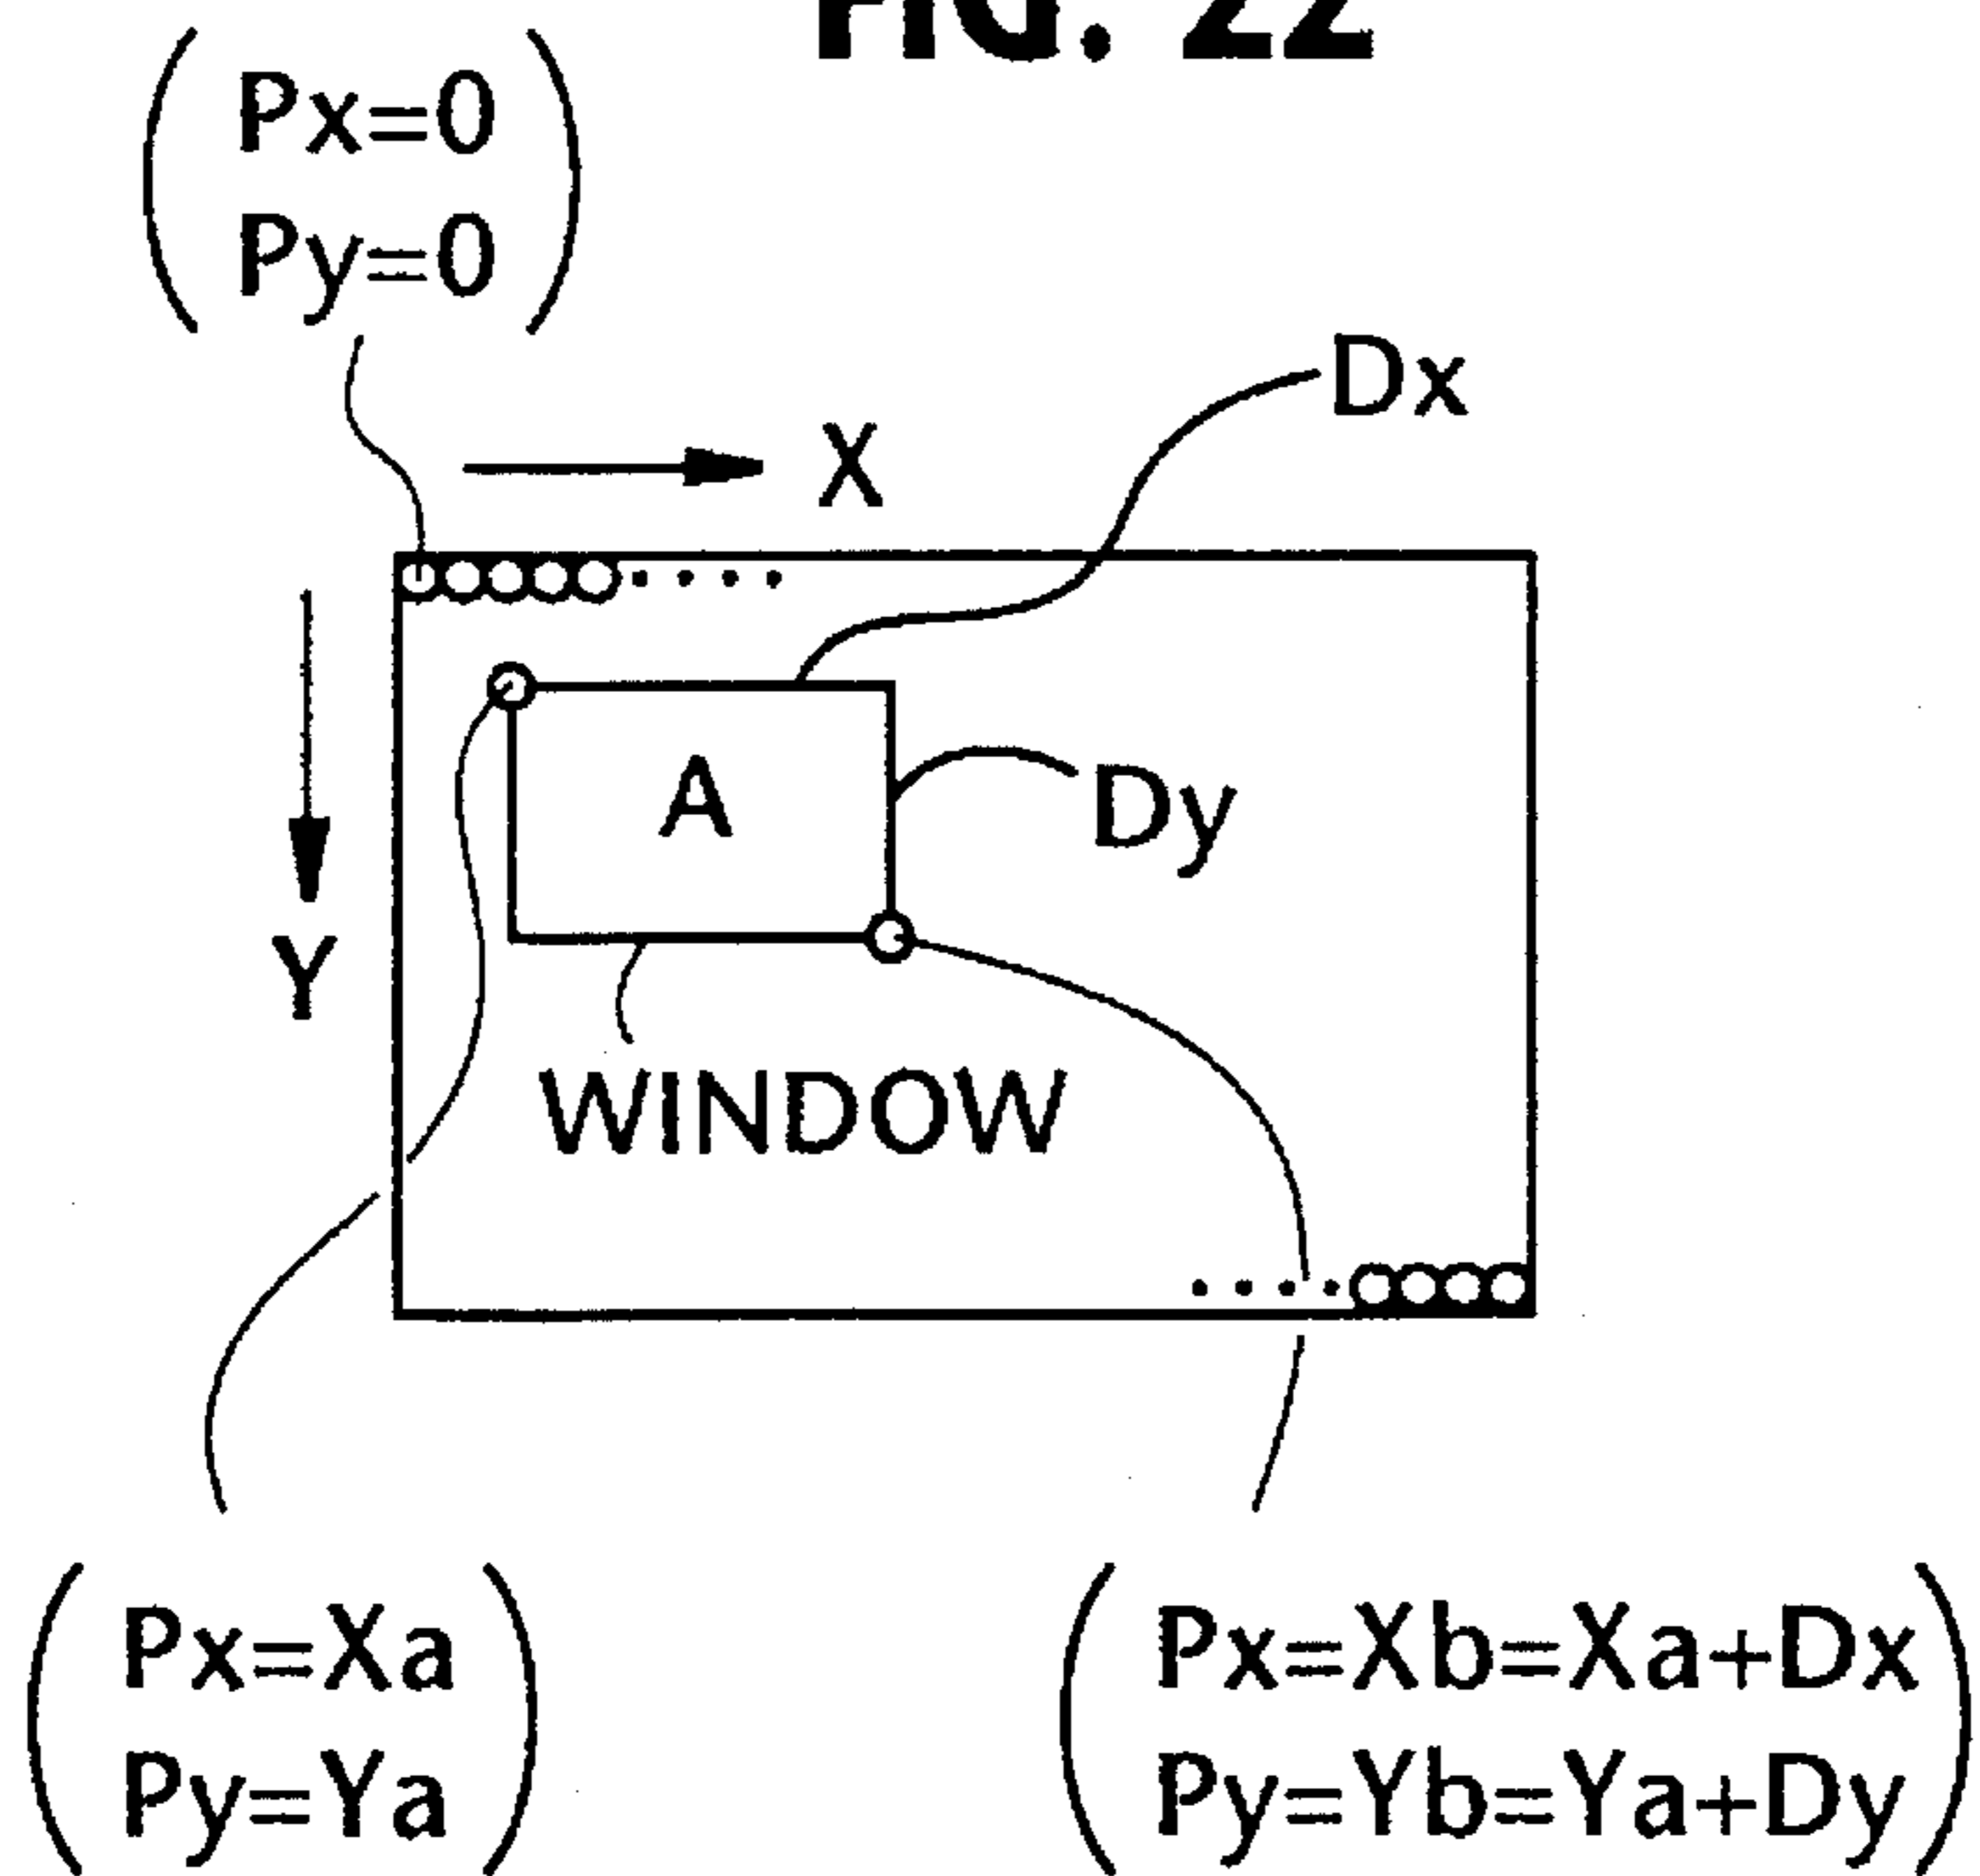 FIG. 22
Px=0
Py=0
Dx
X
A
Dy
Y
WINDOW
Px=Xa
Py=Ya
Px=Xb=Xa+Dx
Py=Yb=Ya+Dy